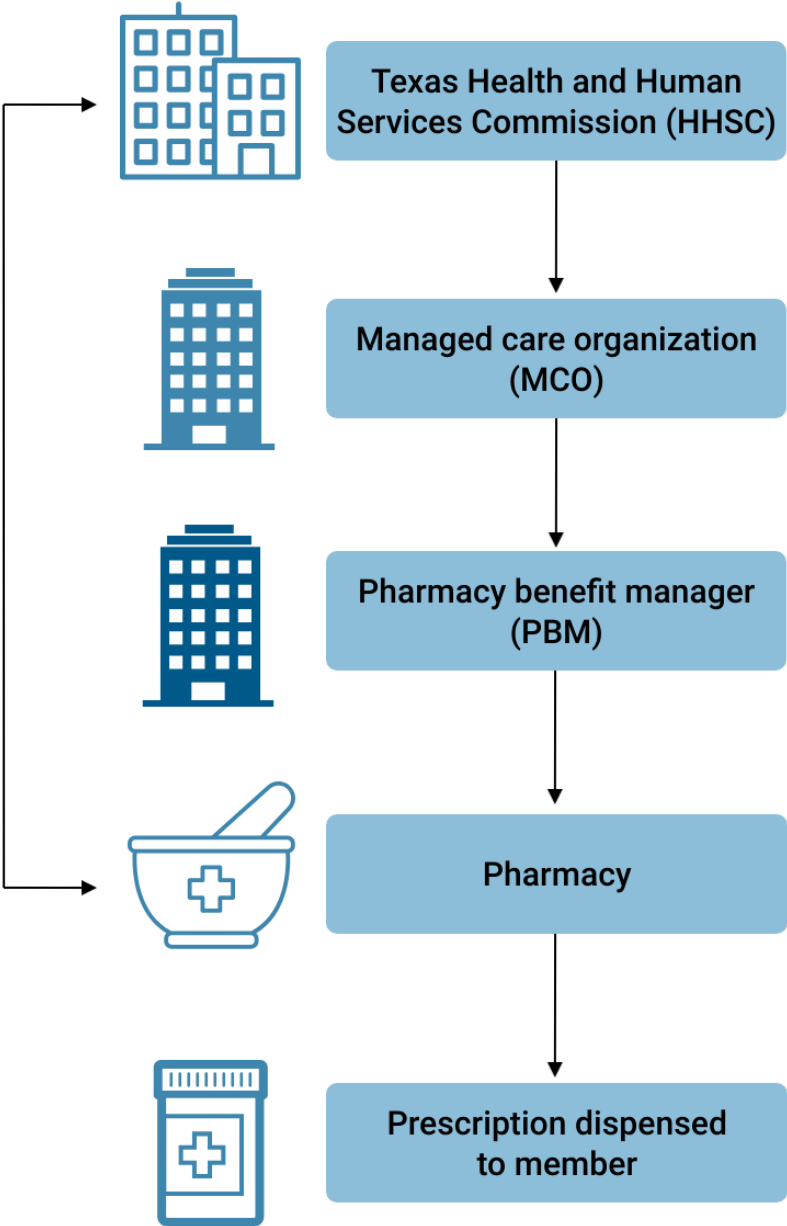 Texas Health and Human
Services Commission (HHSC)
Managed care organization
(MCO)
Pharmacy benefit manager
(PBM)
Pharmacy
Prescription dispensed
to member